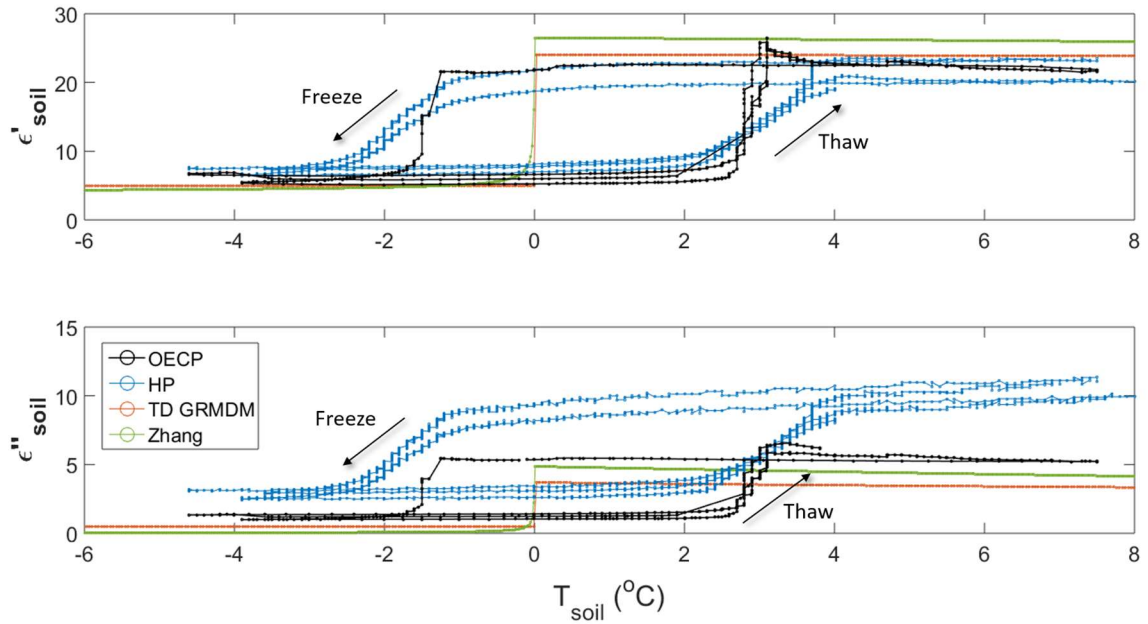 30
20
10
0
ϵ'soil
Freeze
Thaw
-6 -4 -2 0 2 4 6 8
15
10
5
0
ϵ''soil
OECP
HP
TD GRMDM
Zhang
Freeze
Thaw
-6 -4 -2 0 2 4 6 8
Tsoil (°C)